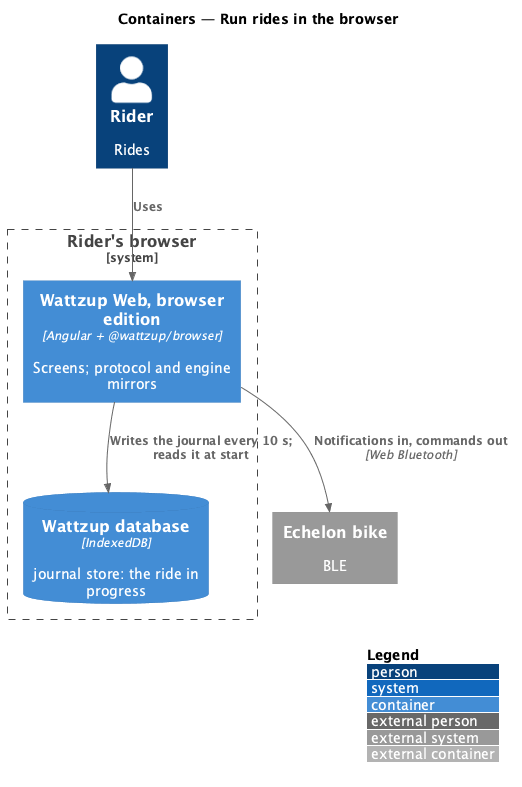 Containers — Run rides in the browser
Rider
Rides
Uses
Rider's browser
[system]
Wattzup Web, browser
edition
[Angular + @wattzup/browser]
Screens; protocol and engine
mirrors
Writes the journal every 10 s;
reads it at start
Notifications in, commands out
[Web Bluetooth]
Wattzup database
[IndexedDB]
journal store: the ride in
progress
Echelon bike
BLE
Legend
person
system
container
external person
external system
external container